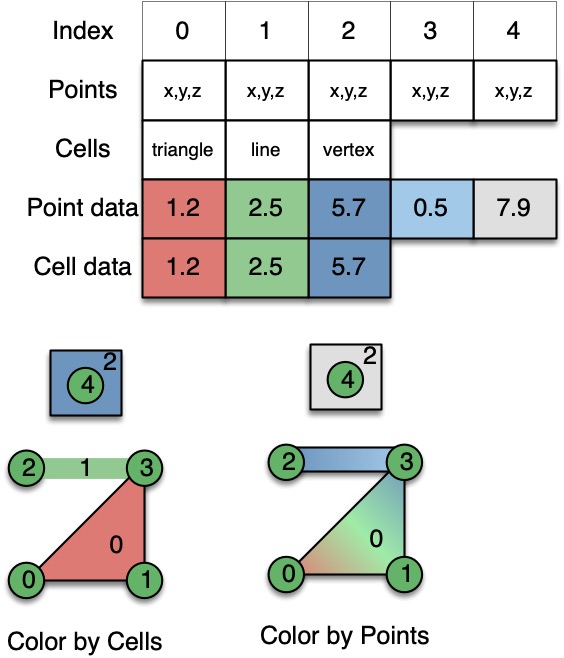 Index 0 1 2 3 4
Points x,y,z x,y,z x,y,z x,y,z x,y,z
Cells triangle line vertex
Point data 1.2 2.5 5.7 0.5 7.9
Cell data 1.2 2.5 5.7
4 2
2 1 3
0
0 1
Color by Cells
4 2
2 3
0
0 1
Color by Points